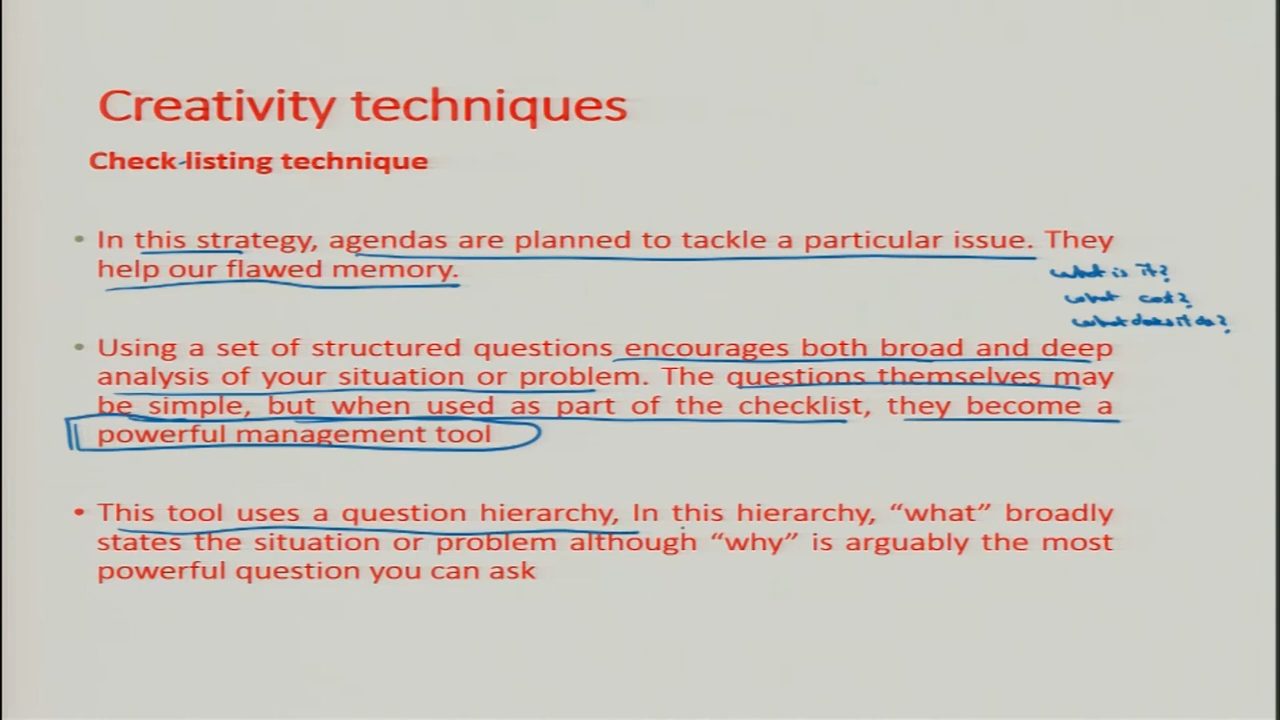 Creativity techniques
Check-listing technique
• In this strategy, agendas are planned to tackle a particular issue. They
help our flawed memory.
what is it?
what cost?
what does it do?
• Using a set of structured questions encourages both broad and deep
analysis of your situation or problem. The questions themselves may
be simple, but when used as part of the checklist, they become a
powerful management tool
• This tool uses a question hierarchy, In this hierarchy, “what” broadly
states the situation or problem although “why” is arguably the most
powerful question you can ask